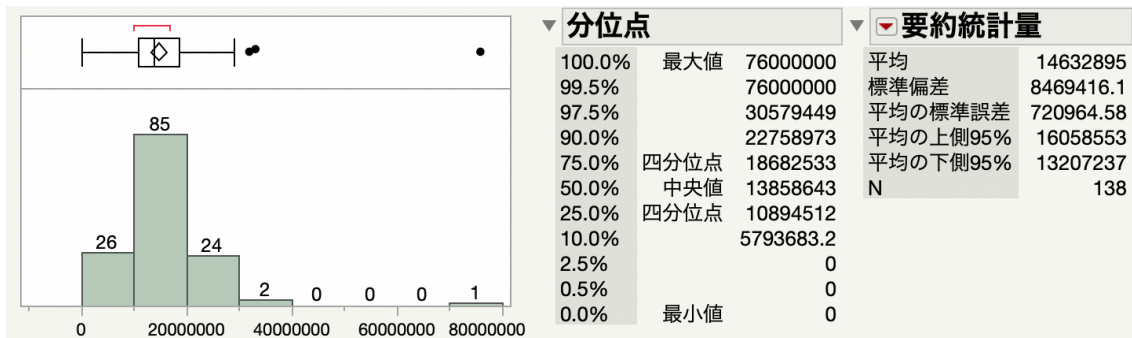 85
26
24
2
0
0
0
1
0 20000000 40000000 60000000 80000000
分位点
100.0% 最大値 76000000
99.5% 76000000
97.5% 30579449
90.0% 22758973
75.0% 四分位点 18682533
50.0% 中央値 13858643
25.0% 四分位点 10894512
10.0% 5793683.2
2.5% 0
0.5% 0
0.0% 最小値 0
要約統計量
平均 14632895
標準偏差 8469416.1
平均の標準誤差 720964.58
平均の上側95% 16058553
平均の下側95% 13207237
N 138